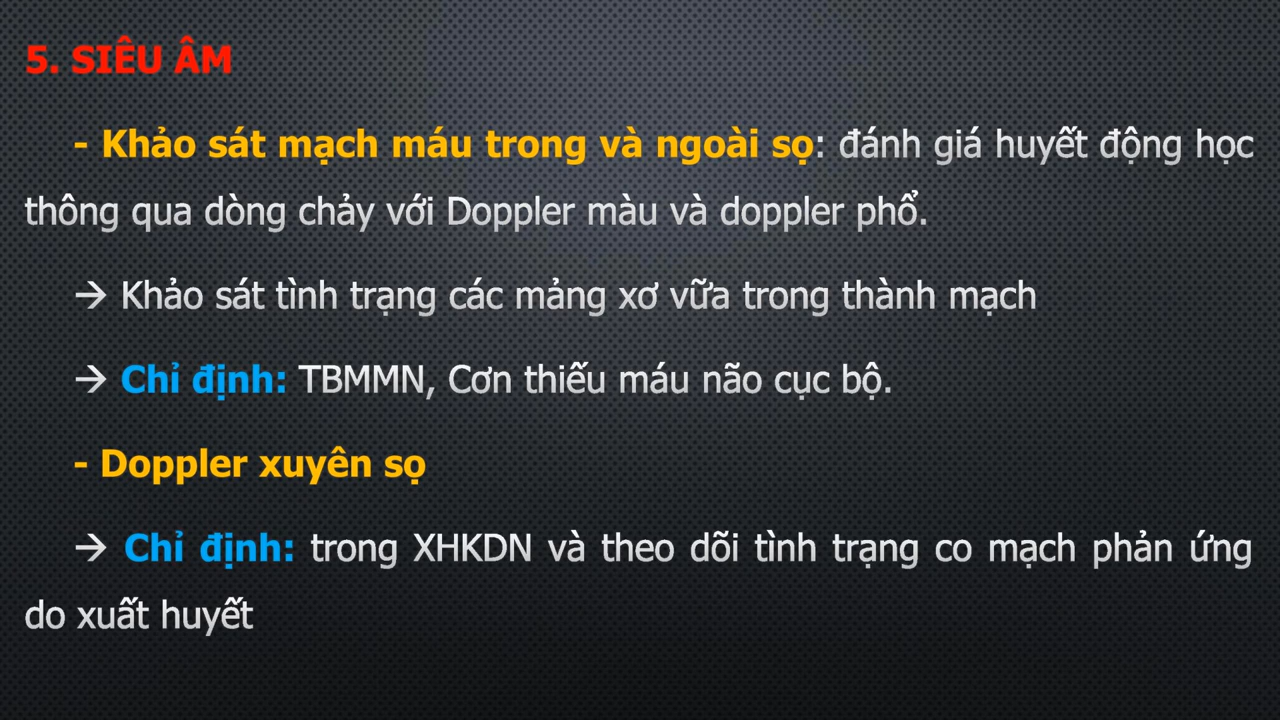 5. SIÊU ÂM
- Khảo sát mạch máu trong và ngoài sọ: đánh giá huyết động học
thông qua dòng chảy với Doppler màu và doppler phổ.
→ Khảo sát tình trạng các mảng xơ vữa trong thành mạch
→ Chỉ định: TBMMN, Cơn thiếu máu não cục bộ.
- Doppler xuyên sọ
→ Chỉ định: trong XHKDN và theo dõi tình trạng co mạch phản ứng
do xuất huyết